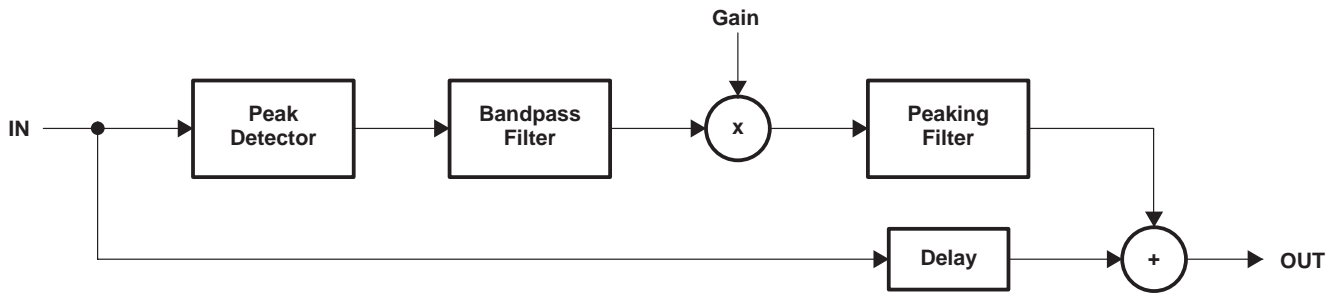 Gain
IN
Peak
Detector
Bandpass
Filter
x
Peaking
Filter
Delay
+
OUT